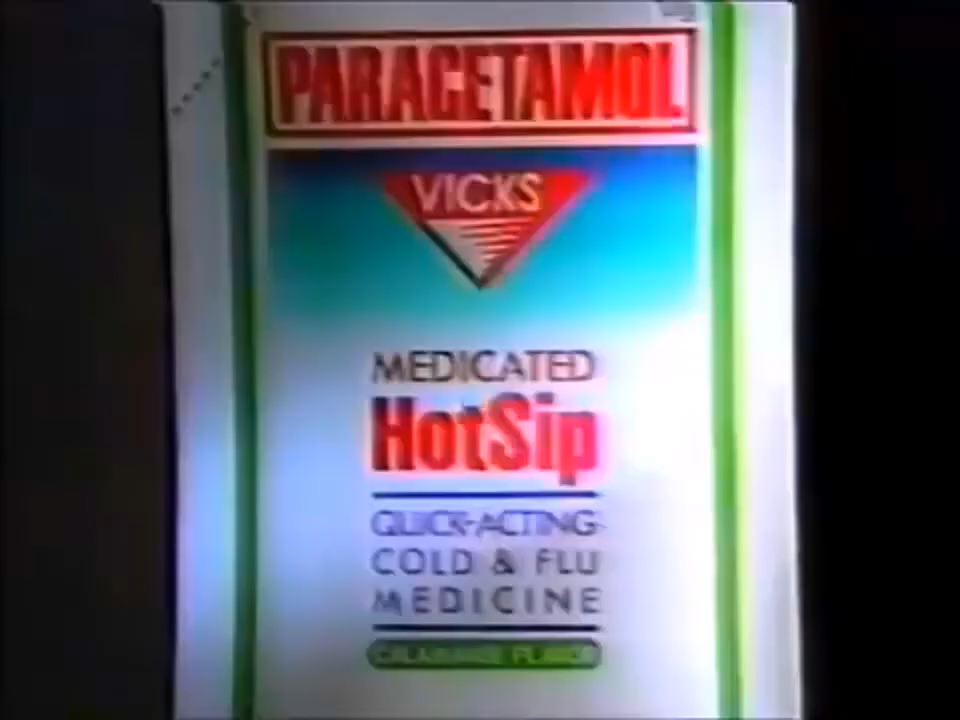 PARACETAMOL
VICKS
MEDICATED
HotSip
QUICK-ACTING
COLD & FLU
MEDICINE